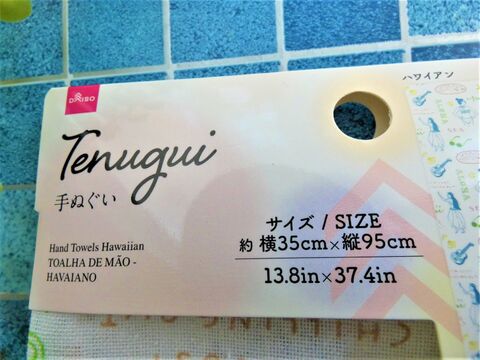 ハワイアン
DAISO
Tenugui
手ぬぐい
Hand Towels Hawaiian
TOALHA DE MÃO -
HAVAIANO
サイズ / SIZE
約 横35cm×縦95cm
13.8in×37.4in
ALOHA